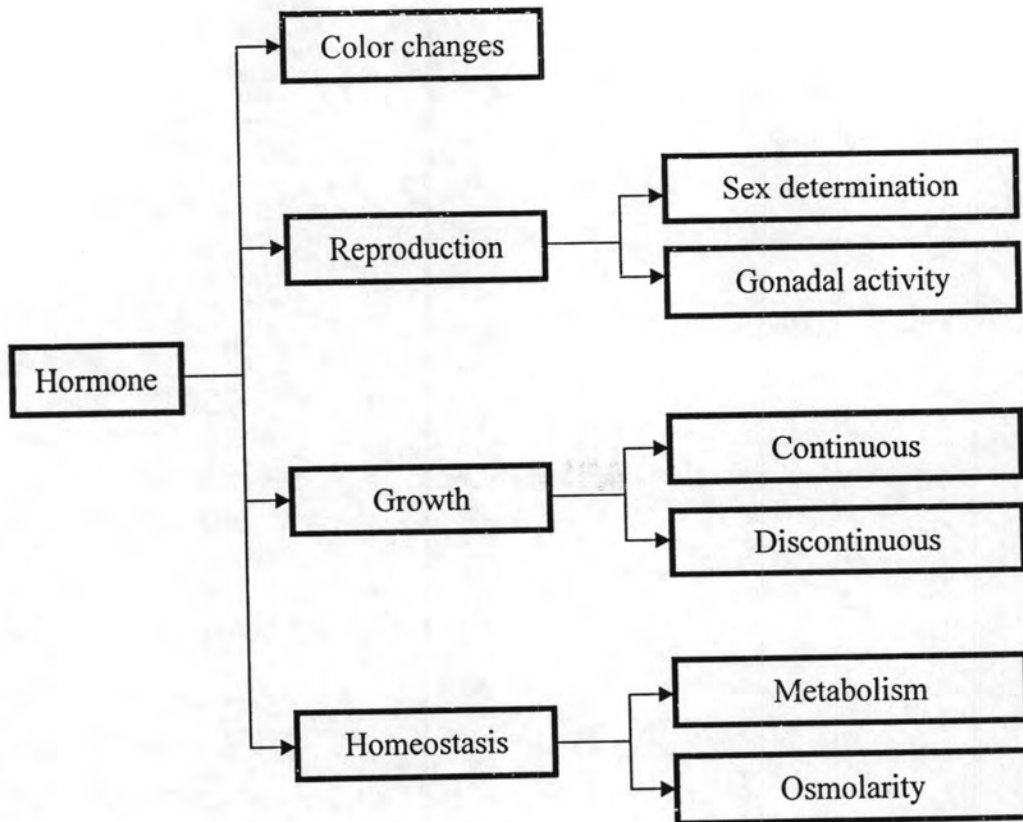 Color changes
Sex determination
Reproduction
Gonadal activity
Hormone
Continuous
Growth
Discontinuous
Metabolism
Homeostasis
Osmolarity